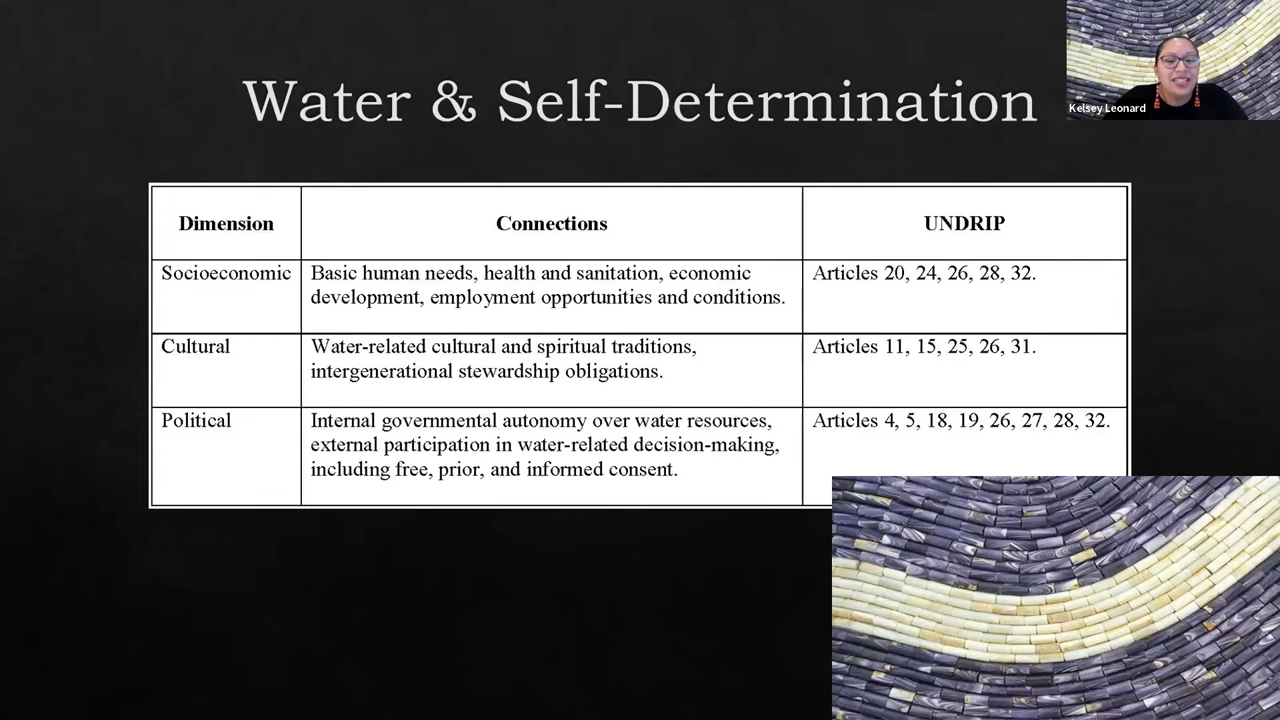 Water & Self-Determination
Kelsey Leonard
Dimension
Connections
UNDRIP
Socioeconomic
Basic human needs, health and sanitation, economic
development, employment opportunities and conditions.
Articles 20, 24, 26, 28, 32.
Cultural
Water-related cultural and spiritual traditions,
intergenerational stewardship obligations.
Articles 11, 15, 25, 26, 31.
Political
Internal governmental autonomy over water resources,
external participation in water-related decision-making,
including free, prior, and informed consent.
Articles 4, 5, 18, 19, 26, 27, 28, 32.